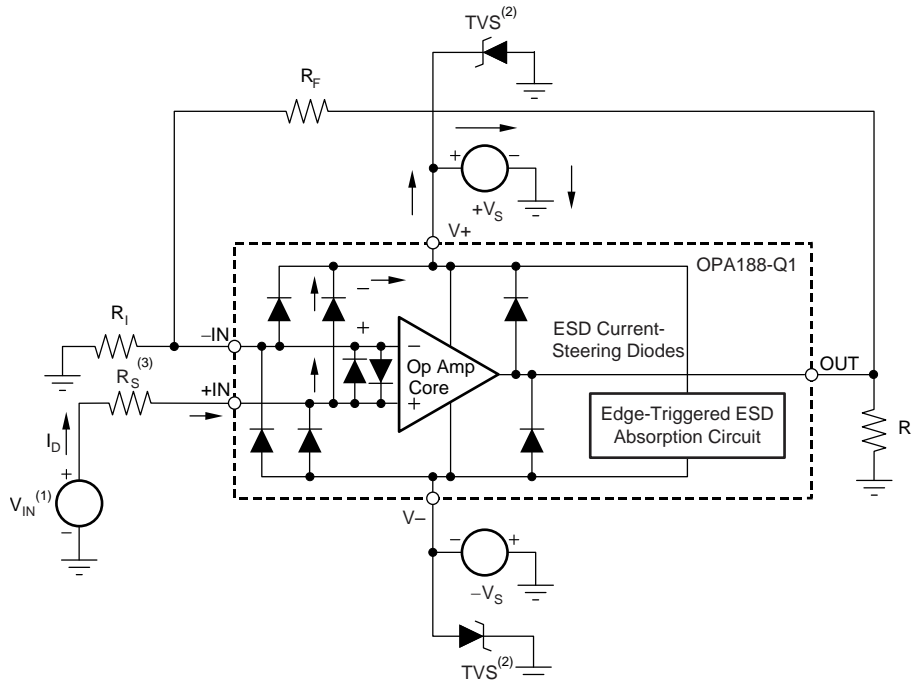 TVS(2)
RF
+ −
+VS
V+
OPA188-Q1
−
RI
−IN
+
−
ESD Current-
Steering Diodes
Op Amp
Core
OUT
RS(3)
+IN
+
Edge-Triggered ESD
Absorption Circuit
R
ID
+
VIN(1)
−
V−
− +
−VS
TVS(2)